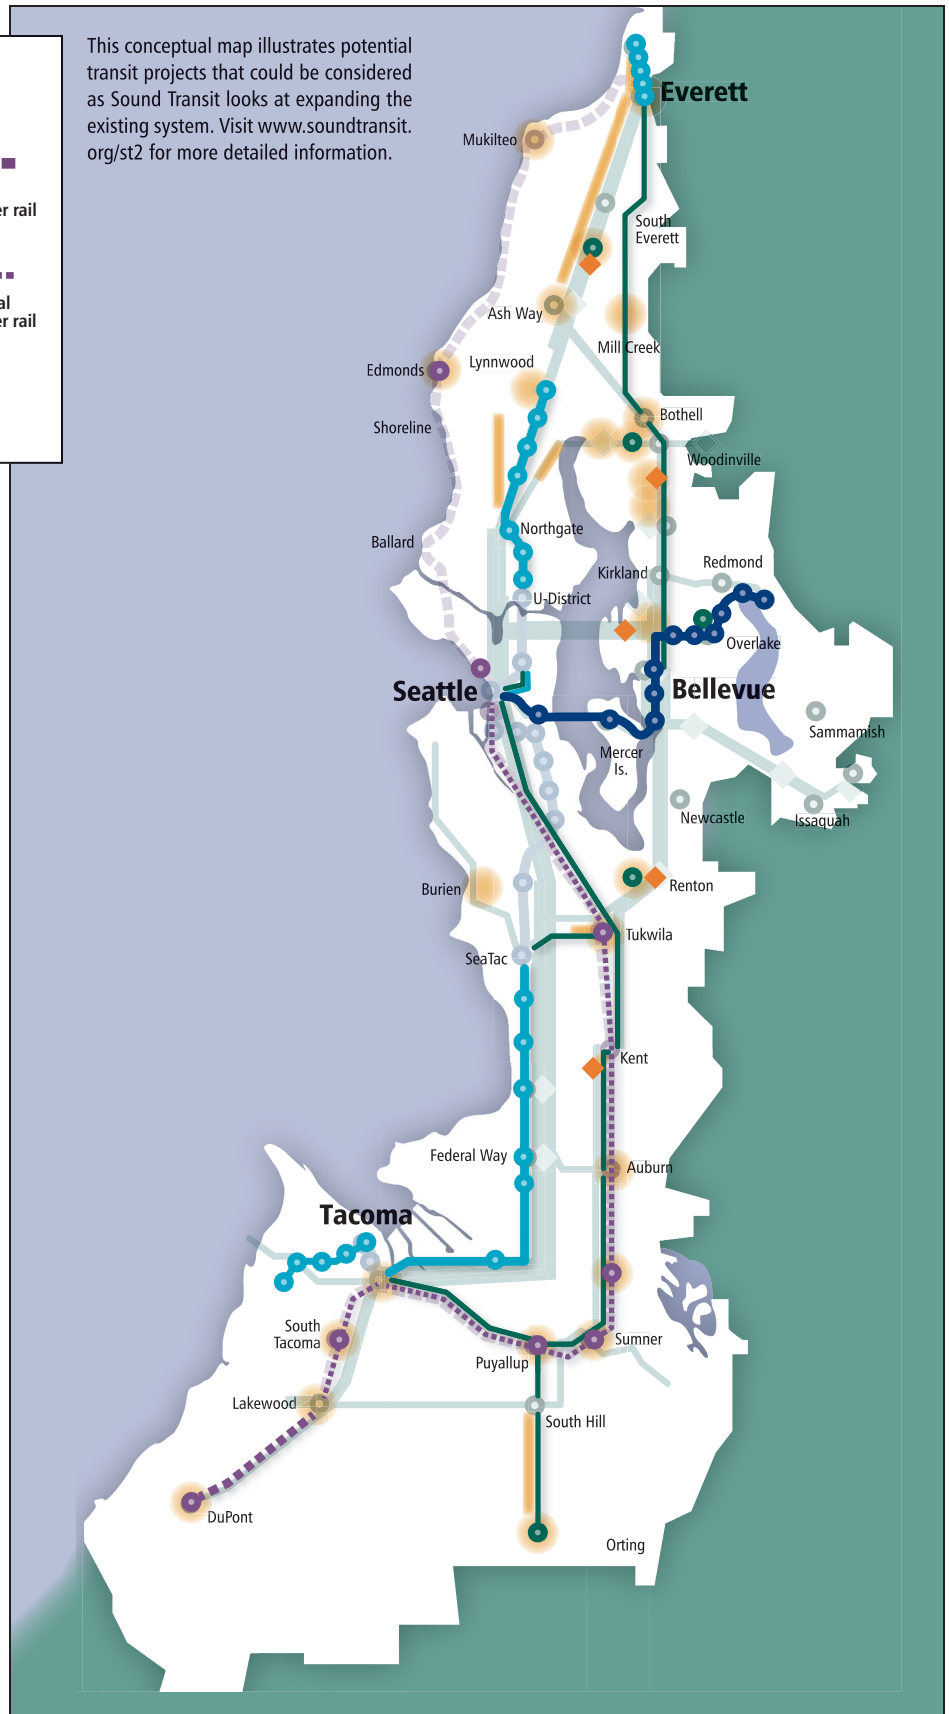 This conceptual map illustrates potential
transit projects that could be considered
as Sound Transit looks at expanding the
existing system. Visit www.soundtransit.
org/st2 for more detailed information.
er rail
al
er rail
Everett
Mukilteo
South
Everett
Ash Way
Mill Creek
Lynnwood
Edmonds
Shoreline
Bothell
Woodinville
Northgate
Ballard
Redmond
Kirkland
U-District
Overlake
Seattle
Bellevue
Sammamish
Mercer
Is.
Newcastle
Issaquah
Burien
Renton
Tukwila
SeaTac
Kent
Federal Way
Auburn
Tacoma
South
Tacoma
Sumner
Puyallup
Lakewood
South Hill
DuPont
Orting